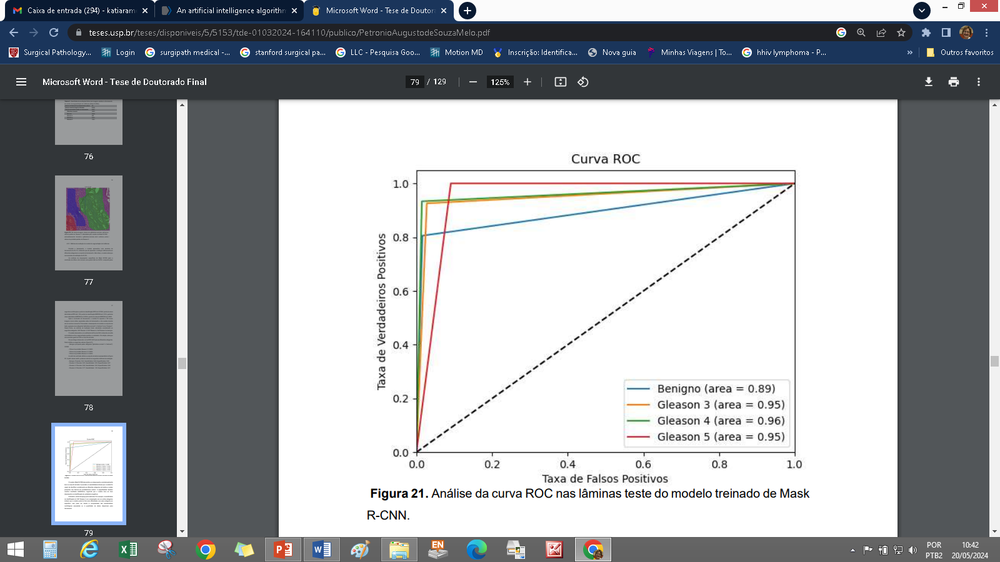 Caixa de entrada (294) - katiaram
An artificial intelligence algorithm
Microsoft Word - Tese de Doutora
teses.usp.br/teses/disponiveis/5/5153/tde-01032024-164110/publico/PetronioAugustodeSouzaMelo.pdf
Surgical Pathology...
Login
surgipath medical -...
stanford surgical pa...
LLC - Pesquisa Goo...
Motion MD
Inscrição: Identifica...
Nova guia
Minhas Viagens | To...
hhiv lymphoma - P...
»
Outros favoritos
Microsoft Word - Tese de Doutorado Final
79 / 129
125%
76
77
78
79
Curva ROC
Taxa de Verdadeiros Positivos
1.0
0.8
0.6
0.4
0.2
0.0
0.0 0.2 0.4 0.6 0.8 1.0
Taxa de Falsos Positivos
Benigno (area = 0.89)
Gleason 3 (area = 0.95)
Gleason 4 (area = 0.96)
Gleason 5 (area = 0.95)
Figura 21. Análise da curva ROC nas lâminas teste do modelo treinado de Mask
R-CNN.
EN
POR
PTB2
10:42
20/05/2024